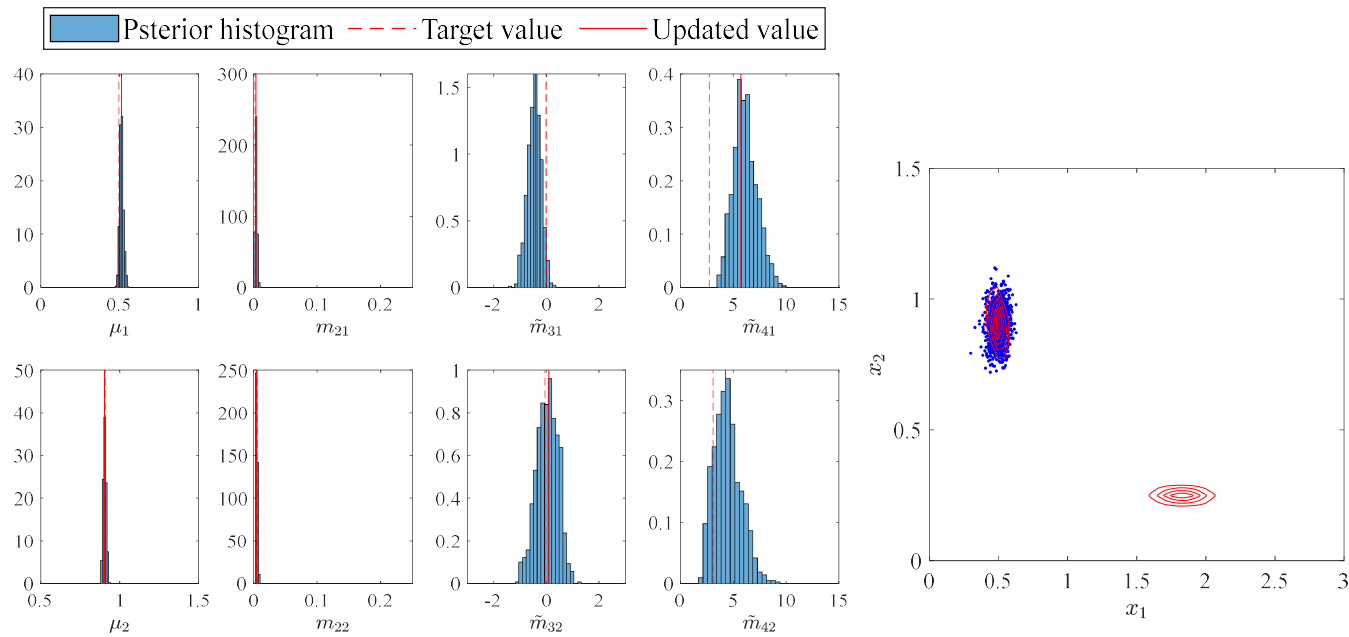 Psterior histogram Target value Updated value
40
30
20
10
0
0 0.5 1
μ₁
300
200
100
0
0 0.1 0.2
m₂₁
1.5
1
0.5
0
-2 0 2
m̃₃₁
0.4
0.3
0.2
0.1
0
0 5 10 15
m̃₄₁
50
40
30
20
10
0
0.5 1 1.5
μ₂
250
200
150
100
50
0
0 0.1 0.2
m₂₂
1
0.8
0.6
0.4
0.2
0
-2 0 2
m̃₃₂
0.3
0.2
0.1
0
0 5 10 15
m̃₄₂
1.5
1
0.5
0
x₂
0 0.5 1 1.5 2 2.5 3
x₁